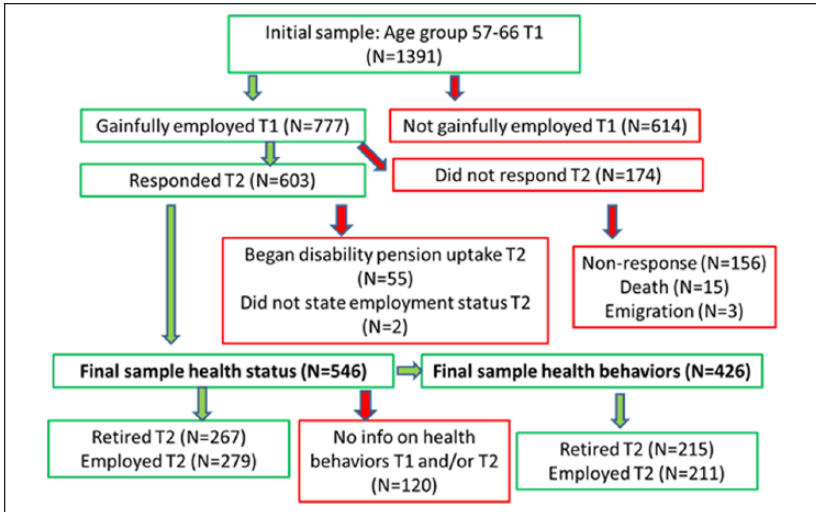 Initial sample: Age group 57-66 T1
(N=1391)
Gainfully employed T1 (N=777)
Not gainfully employed T1 (N=614)
Responded T2 (N=603)
Did not respond T2 (N=174)
Began disability pension uptake T2
(N=55)
Did not state employment status T2
(N=2)
Non-response (N=156)
Death (N=15)
Emigration (N=3)
Final sample health status (N=546)
Final sample health behaviors (N=426)
Retired T2 (N=267)
Employed T2 (N=279)
No info on health
behaviors T1 and/or T2
(N=120)
Retired T2 (N=215)
Employed T2 (N=211)